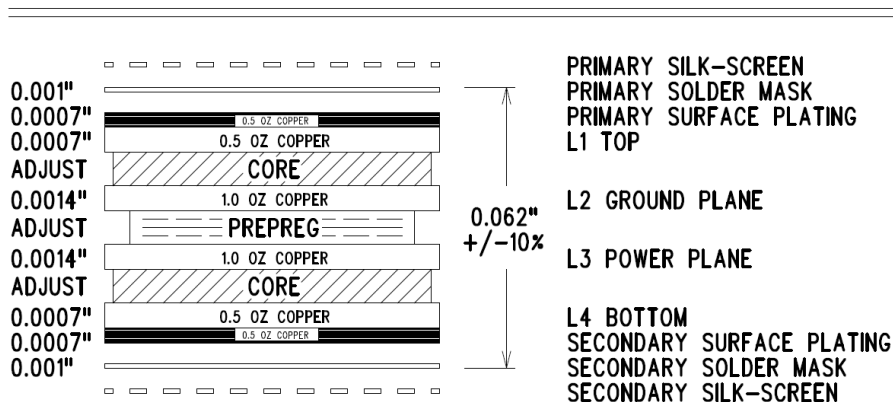 PRIMARY SILK-SCREEN
0.001" PRIMARY SOLDER MASK
0.0007" 0.5 OZ COPPER PRIMARY SURFACE PLATING
0.0007" 0.5 OZ COPPER L1 TOP
ADJUST CORE
0.0014" 1.0 OZ COPPER L2 GROUND PLANE
ADJUST PREPREG 0.062"
+/-10%
0.0014" 1.0 OZ COPPER L3 POWER PLANE
ADJUST CORE
0.0007" 0.5 OZ COPPER L4 BOTTOM
0.0007" 0.5 OZ COPPER SECONDARY SURFACE PLATING
0.001" SECONDARY SOLDER MASK
SECONDARY SILK-SCREEN